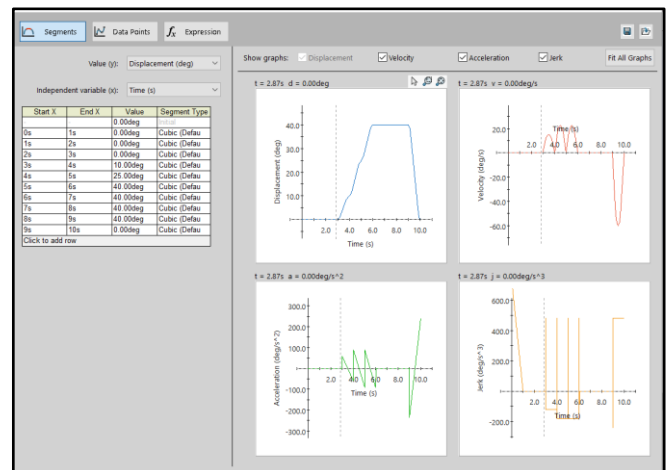 Segments Data Points fx Expression
Value (y): Displacement (deg)
Independent variable (x): Time (s)
Start X End X Value Segment Type
0.00deg Initial
0s 1s 0.00deg Cubic (Defau
1s 2s 0.00deg Cubic (Defau
2s 3s 0.00deg Cubic (Defau
3s 4s 10.00deg Cubic (Defau
4s 5s 25.00deg Cubic (Defau
5s 6s 40.00deg Cubic (Defau
6s 7s 40.00deg Cubic (Defau
7s 8s 40.00deg Cubic (Defau
8s 9s 40.00deg Cubic (Defau
9s 10s 0.00deg Cubic (Defau
Click to add row
Show graphs: Displacement Velocity Acceleration Jerk Fit All Graphs
t = 2.87s d = 0.00deg
Displacement (deg)
40.0
30.0
20.0
10.0
2.0 4.0 6.0 8.0 10.0
Time (s)
t = 2.87s v = 0.00deg/s
Velocity (deg/s)
20.0
Time (s)
2.0 4.0 6.0 8.0 10.0
-20.0
-40.0
-60.0
t = 2.87s a = 0.00deg/s^2
Acceleration (deg/s^2)
300.0
200.0
100.0
2.0 4.0 6.0 8.0 10.0
Time (s)
-100.0
-200.0
-300.0
t = 2.87s j = 0.00deg/s^3
Jerk (deg/s^3)
600.0
400.0
200.0
2.0 4.0 6.0 8.0 10.0
Time (s)
-200.0